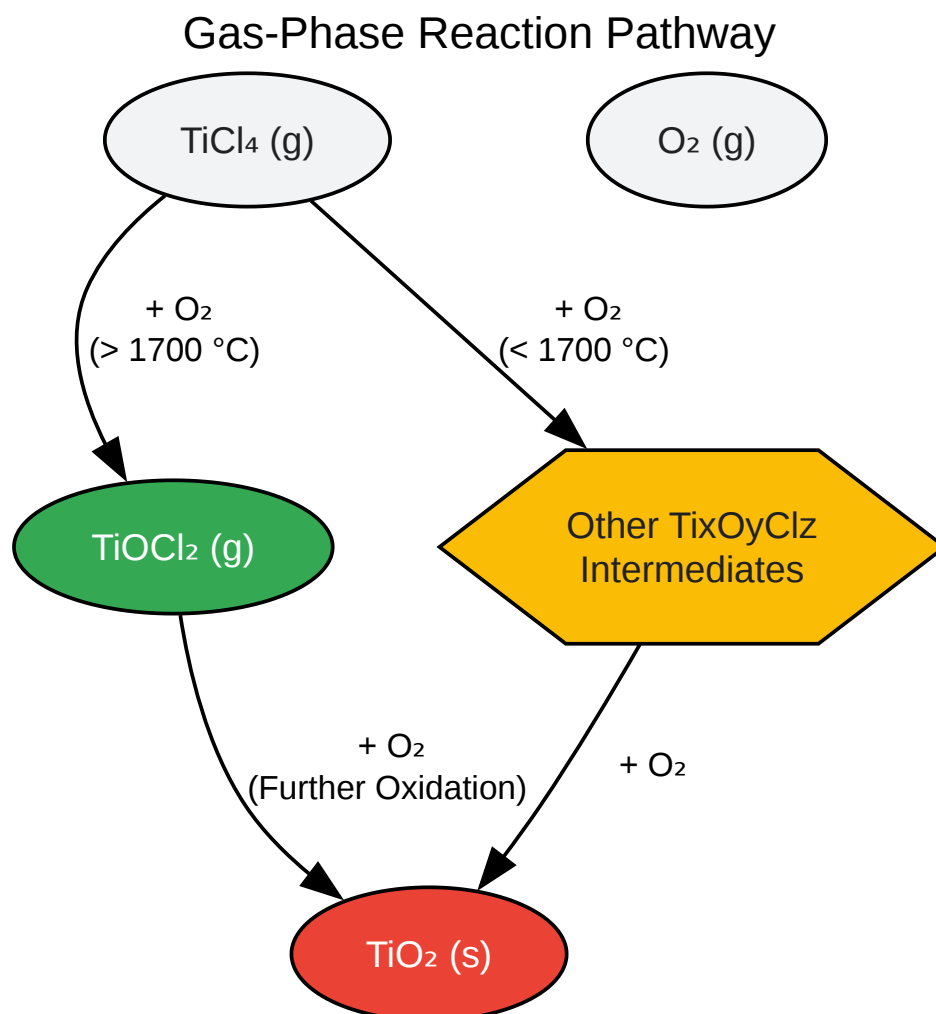 Gas-Phase Reaction Pathway
TiCl₄ (g)
O₂ (g)
+ O₂
(> 1700 °C)
+ O₂
(< 1700 °C)
TiOCl₂ (g)
Other TixOyClz
Intermediates
+ O₂
(Further Oxidation)
+ O₂
TiO₂ (s)